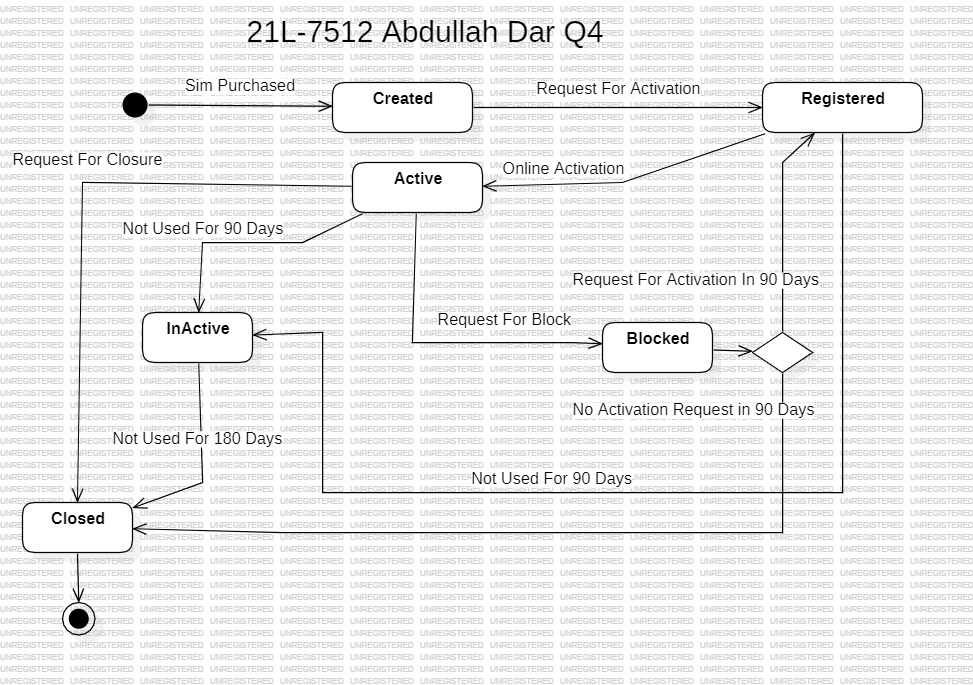 21L-7512 Abdullah Dar Q4
Sim Purchased
Created
Request For Activation
Registered
Request For Closure
Active
Online Activation
Not Used For 90 Days
Request For Activation In 90 Days
InActive
Request For Block
Blocked
No Activation Request in 90 Days
Not Used For 180 Days
Not Used For 90 Days
Closed
UNREGISTERED